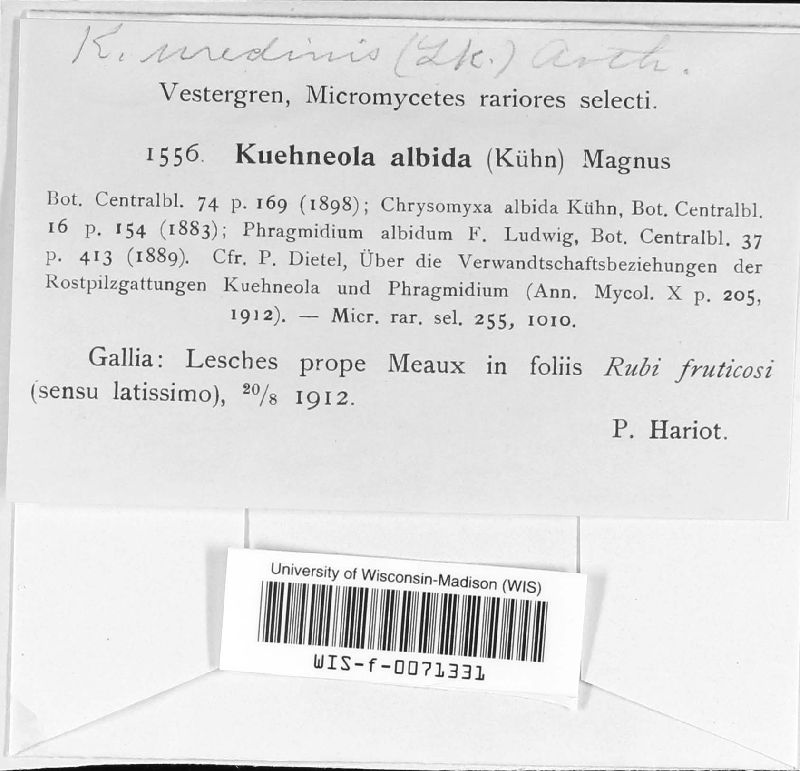 K. uredinis (Lk.) Arth.
Vestergren, Micromycetes rariores selecti.
1556. Kuehneola albida (Kühn) Magnus
Bot. Centralbl. 74 p. 169 (1898); Chrysomyxa albida Kühn, Bot. Centralbl.
16 p. 154 (1883); Phragmidium albidum F. Ludwig, Bot. Centralbl. 37
p. 413 (1889). Cfr. P. Dietel, Über die Verwandtschaftsbeziehungen der
Rostpilzgattungen Kuehneola und Phragmidium (Ann. Mycol. X p. 205,
1912). — Micr. rar. sel. 255, 1010.
Gallia: Lesches prope Meaux in foliis Rubi fruticosi
(sensu latissimo), 20/8 1912.
P. Hariot.
University of Wisconsin-Madison (WIS)
WIS-f-0071331